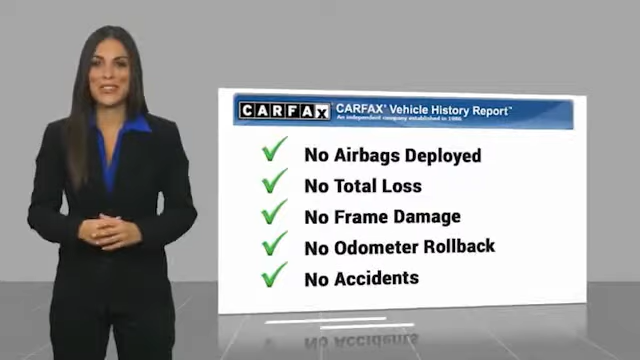 CARFAX CARFAX® Vehicle History Report™
An independent company established in 1986
No Airbags Deployed
No Total Loss
No Frame Damage
No Odometer Rollback
No Accidents